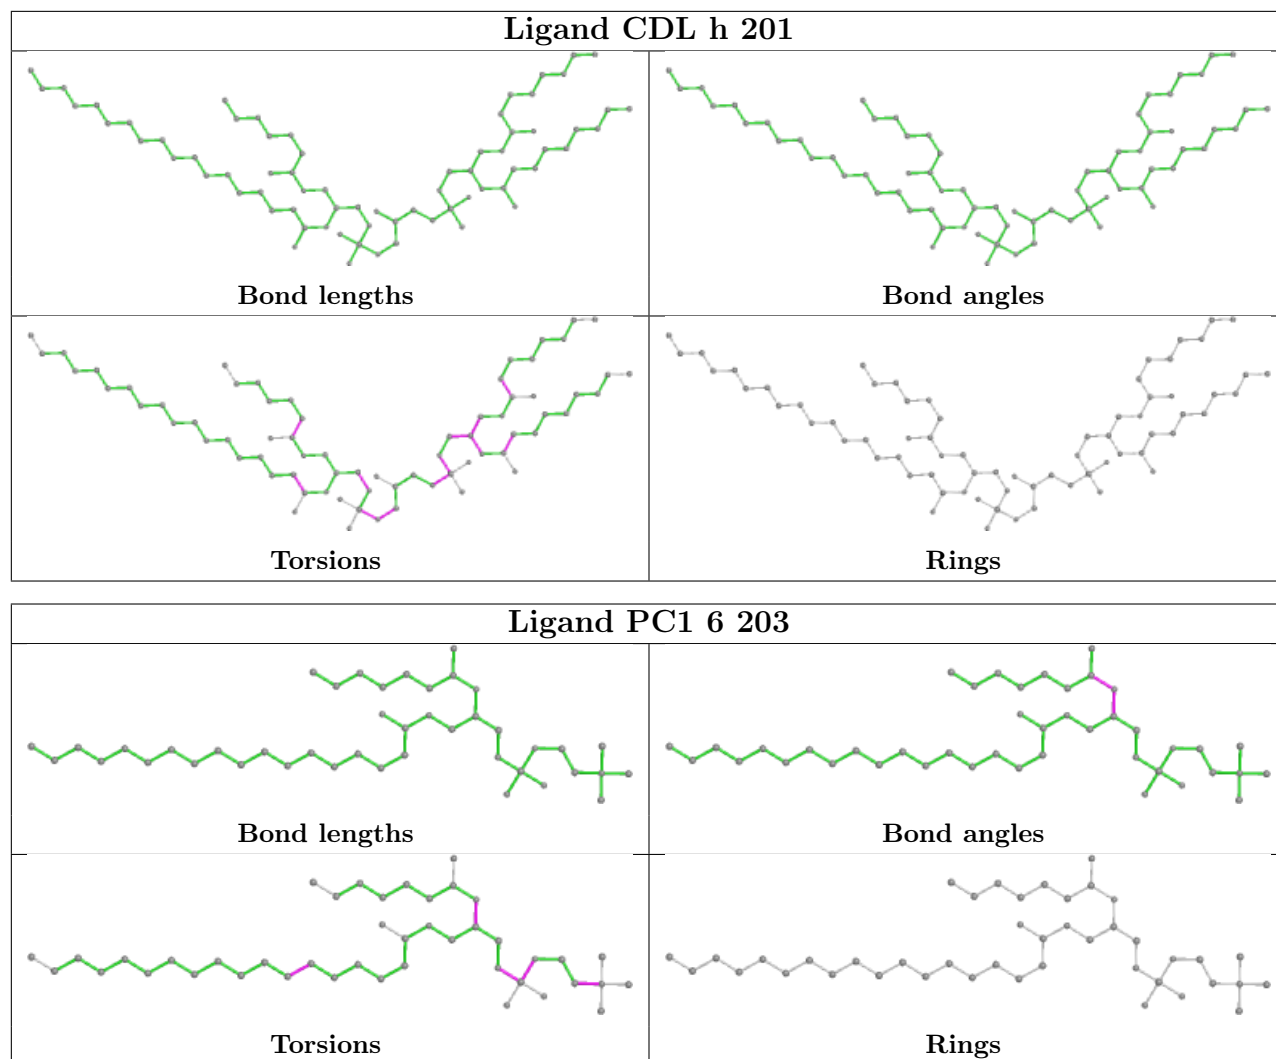 Ligand CDL h 201
Bond lengths
Bond angles
Torsions
Rings
Ligand PC1 6 203
Bond lengths
Bond angles
Torsions
Rings